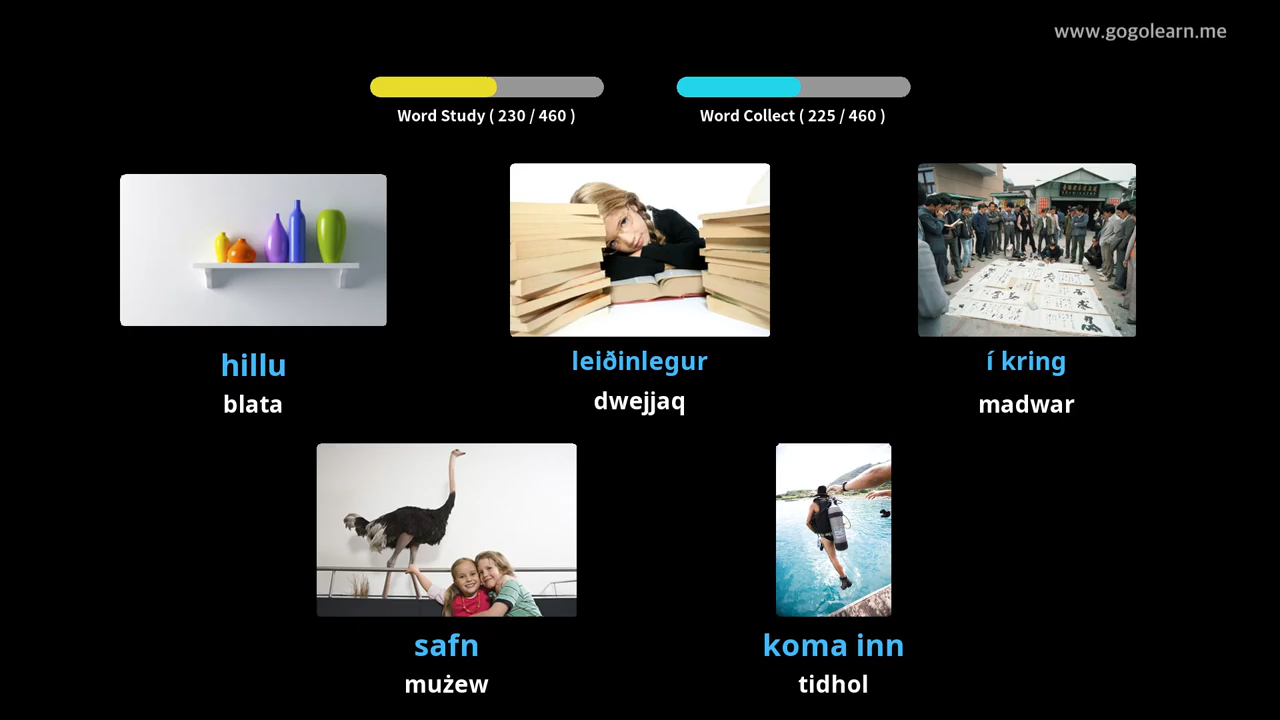 www.gogolearn.me
Word Study ( 230 / 460 )
Word Collect ( 225 / 460 )
hillu
blata
leiðinlegur
dwejjaq
í kring
madwar
safn
mużew
koma inn
tidhol